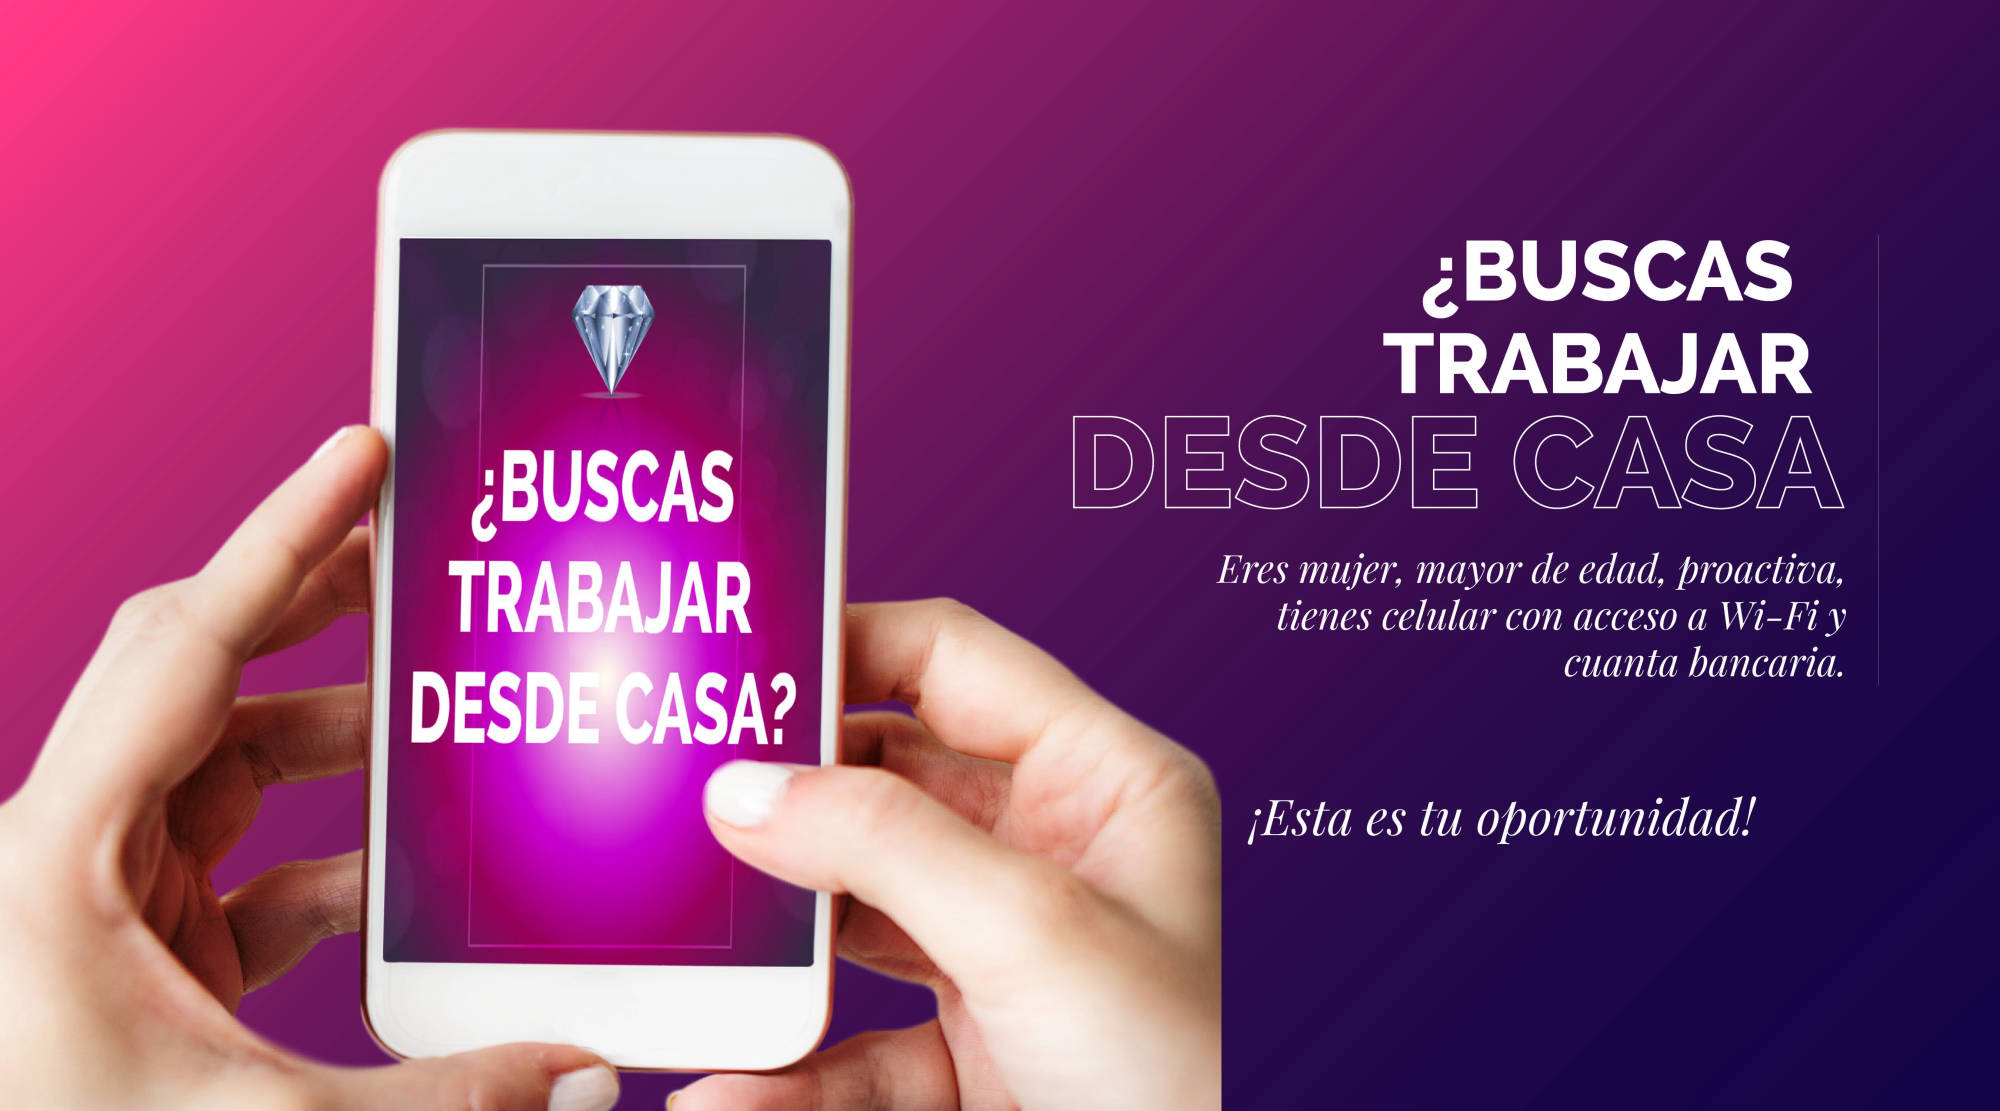 ¿BUSCAS
TRABAJAR
DESDE CASA?
¿BUSCAS
TRABAJAR
DESDE CASA
Eres mujer, mayor de edad, proactiva,
tienes celular con acceso a Wi-Fi y
cuanta bancaria.
¡Esta es tu oportunidad!